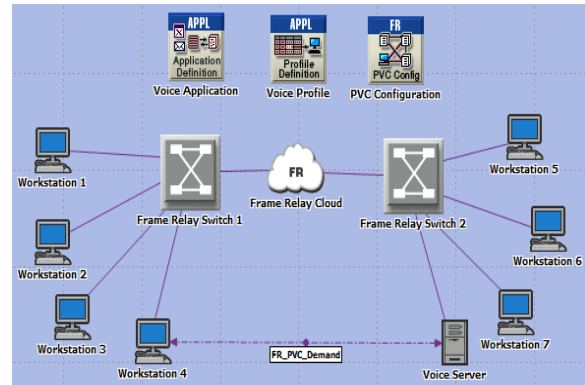 APPL
Application
Definition
Voice Application
APPL
Profile
Definition
Voice Profile
FR
PVC Config
PVC Configuration
Workstation 1
Workstation 2
Workstation 3
Workstation 4
Frame Relay Switch 1
FR
Frame Relay Cloud
Frame Relay Switch 2
Workstation 5
Workstation 6
Workstation 7
Voice Server
FR_PVC_Demand